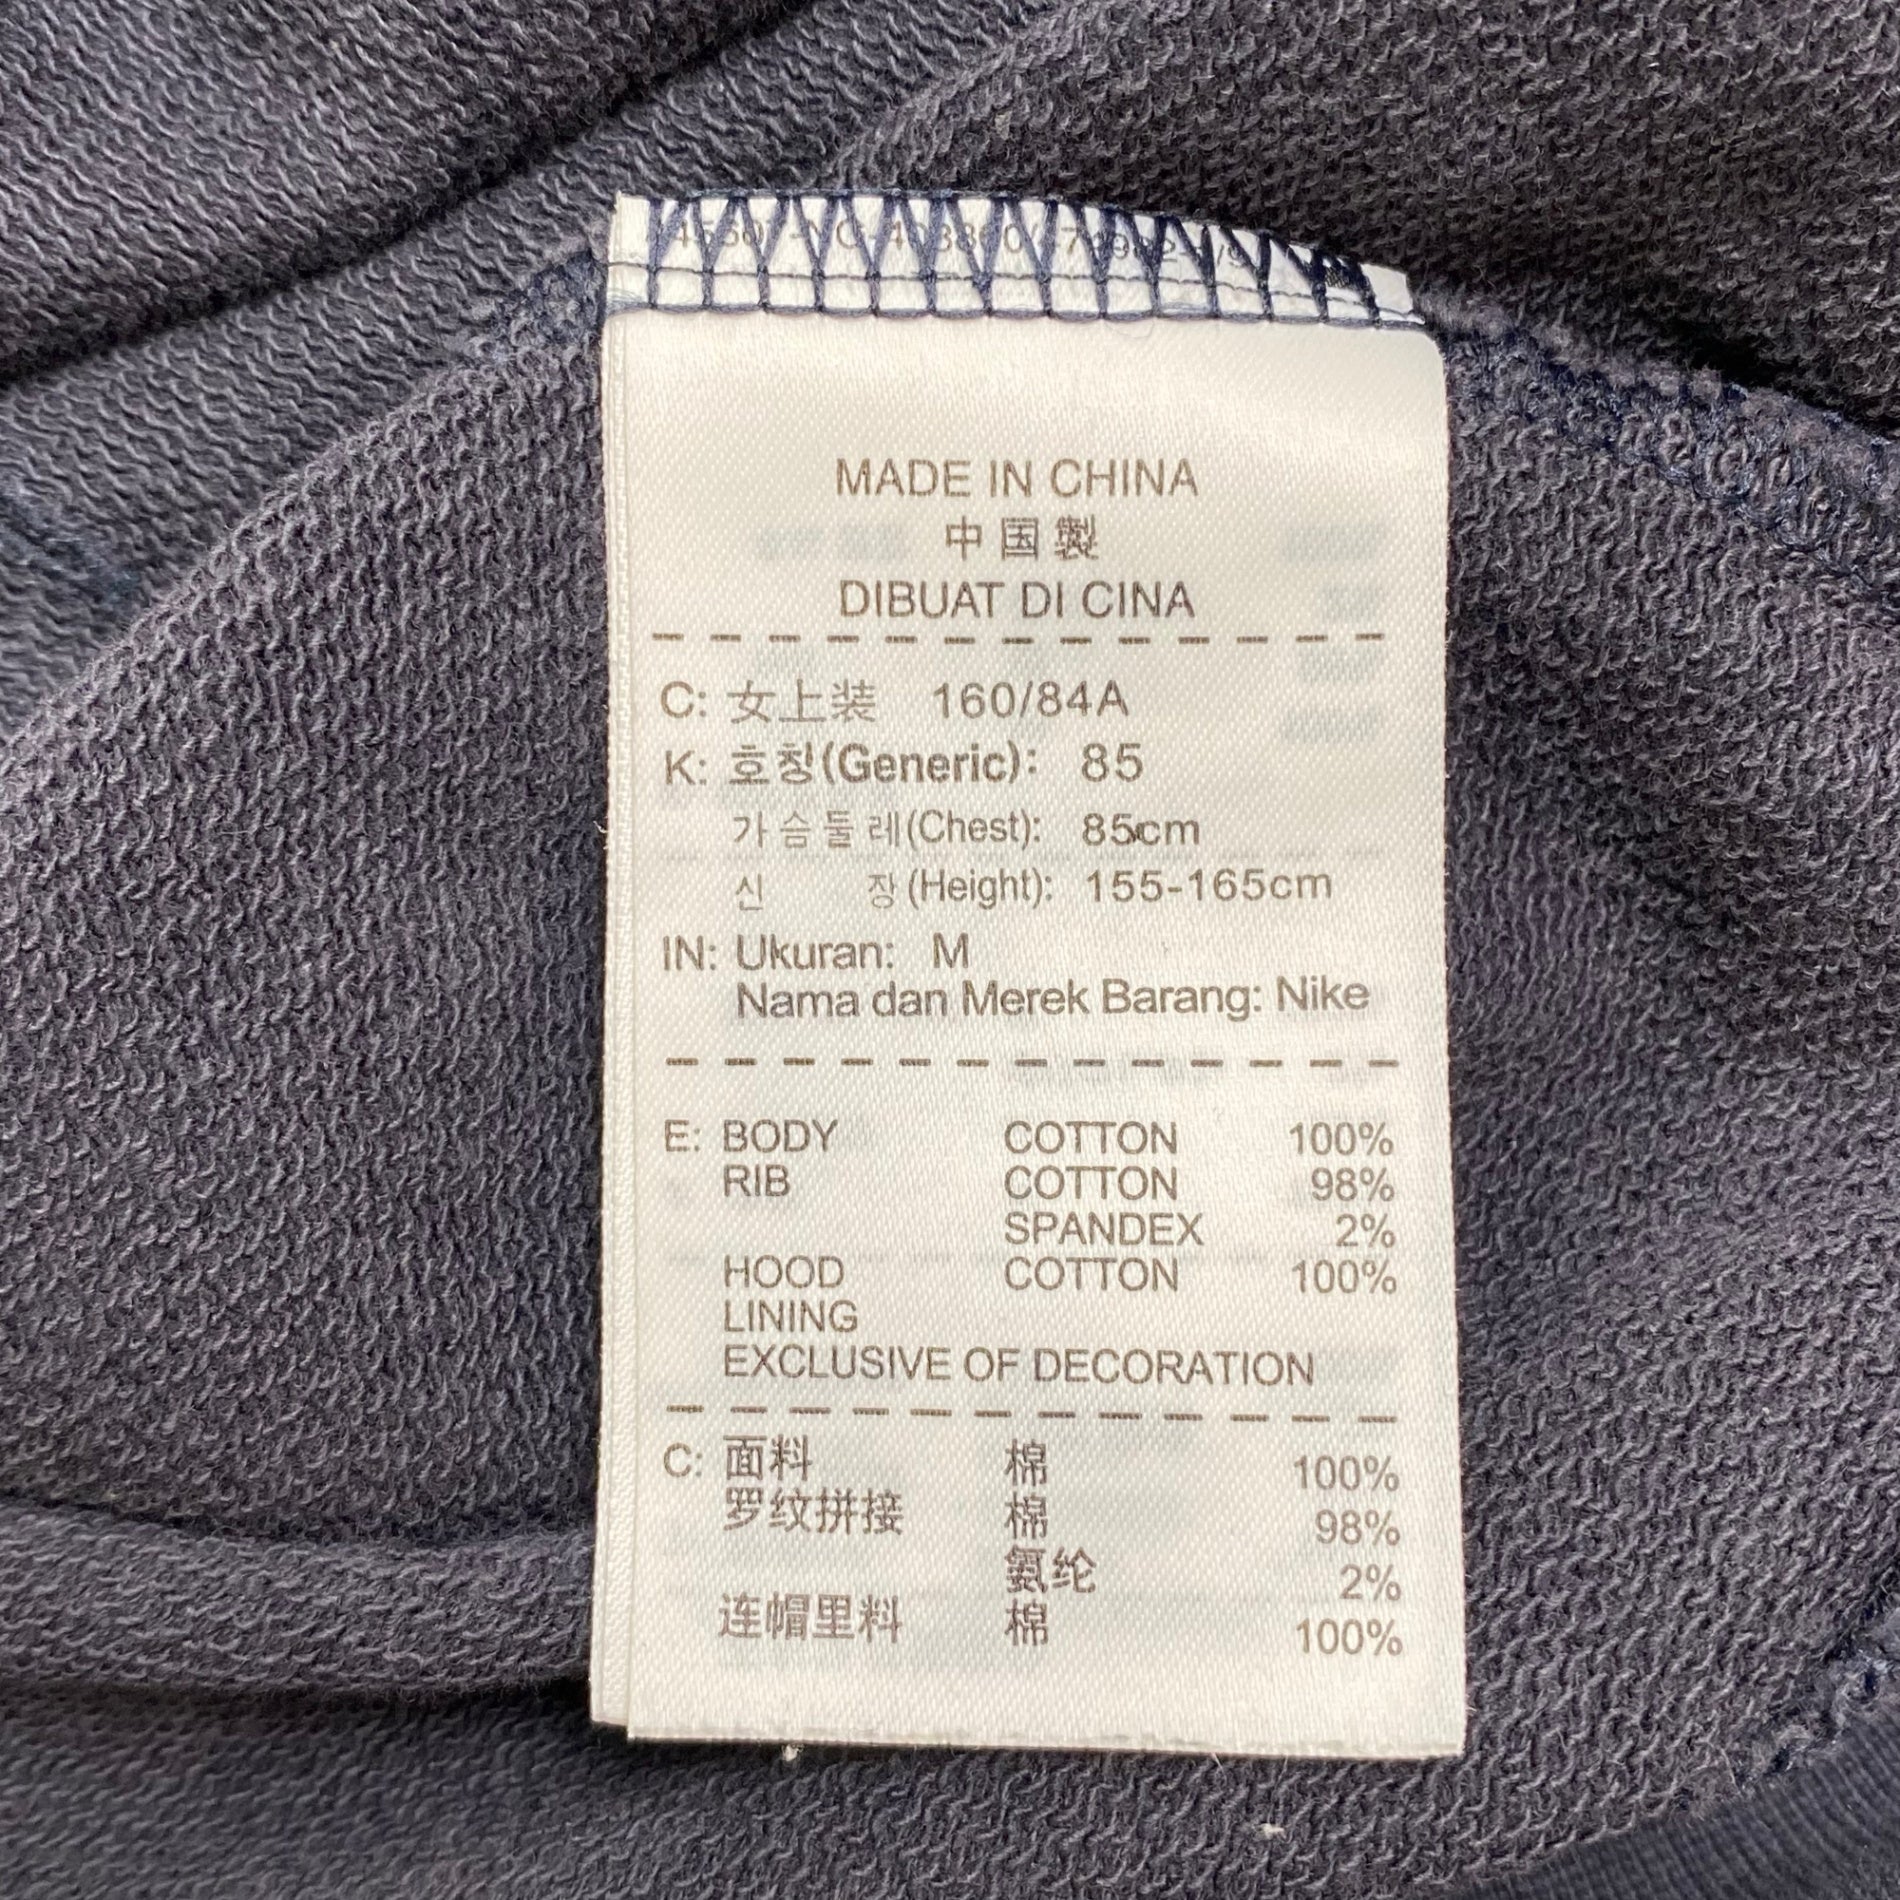 MADE IN CHINA
中国製
DIBUAT DI CINA
C: 女上装 160/84A
K: 호칭(Generic): 85
가슴둘레(Chest): 85cm
신 장(Height): 155-165cm
IN: Ukuran: M
Nama dan Merek Barang: Nike
E: BODY COTTON 100%
RIB COTTON 98%
SPANDEX 2%
HOOD COTTON 100%
LINING
EXCLUSIVE OF DECORATION
C: 面料 棉 100%
罗纹拼接 棉 98%
氨纶 2%
连帽里料 棉 100%